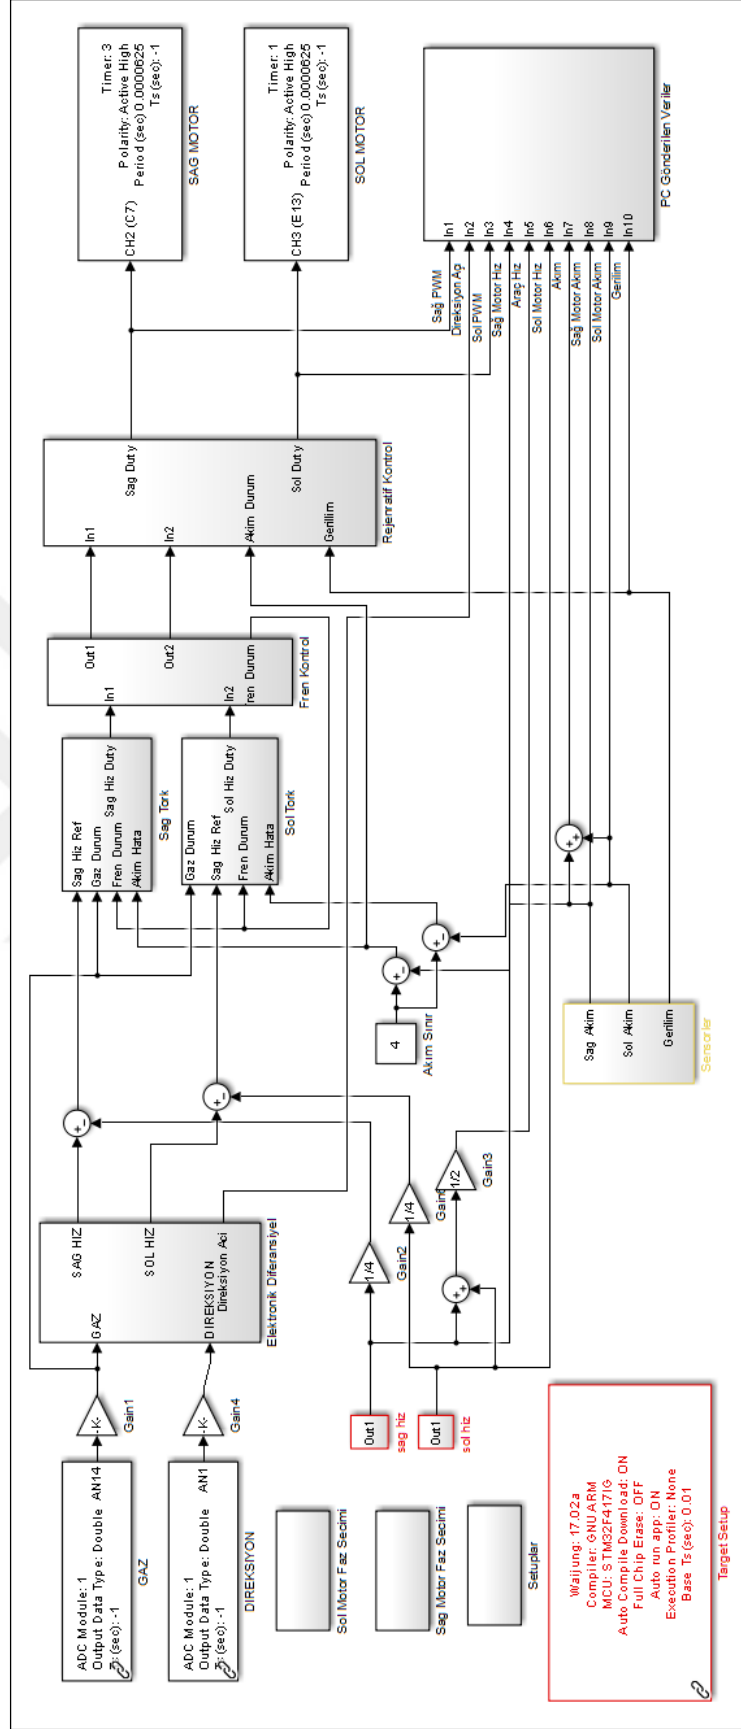 ADC Module: 1
Output Data Type: Double
Ts (sec): -1
AN14
GAZ
-K-
Gain1
ADC Module: 1
Output Data Type: Double
Ts (sec): -1
AN1
DIREKSIYON
-K-
Gain4
GAZ
DIREKSIYON
SAG HIZ
SOL HIZ
Direksiyon Aci
Elektronik Diferansiyel
Sag Hiz Ref
Gaz Durum
Fren Durum
Akim Hata
Sag Hiz Duty
Sag Tork
Gaz Durum
Sag Hiz Ref
Fren Durum
Akim Hata
Sol Hiz Duty
Sol Tork
In1
In2
Out1
Out2
Fren Durum
Fren Kontrol
In1
In2
Akim Durum
Gerillim
Sag Duty
Sol Duty
Rejenratif Kontrol
CH2 (C7)
Timer: 3
Polarity: Active High
Period (sec) 0.0000625
Ts (sec): -1
SAG MOTOR
CH3 (E13)
Timer: 1
Polarity: Active High
Period (sec) 0.0000625
Ts (sec): -1
SOL MOTOR
Sağ PWM
Direksiyon Açı
Sol PWM
Sağ Motor Hız
Araç Hız
Sol Motor Hız
Akım
Sağ Motor Akım
Sol Motor Akım
Gerilim
In1
In2
In3
In4
In5
In6
In7
In8
In9
In10
PC Gönderilen Veriler
4
Akım Sınır
1/4
Gain2
1/4
1/2
Gain3
Out1
sag hiz
Out1
sol hiz
Sag Akim
Sol Akim
Gerilim
Sensorler
Sol Motor Faz Secimi
Sag Motor Faz Secimi
Setuplar
Waijung: 17.02a
Compiler: GNU ARM
MCU: STM32F417IG
Auto Compile Download: ON
Full Chip Erase: OFF
Auto run app: ON
Execution Profiler: None
Base Ts (sec): 0.01
Target Setup